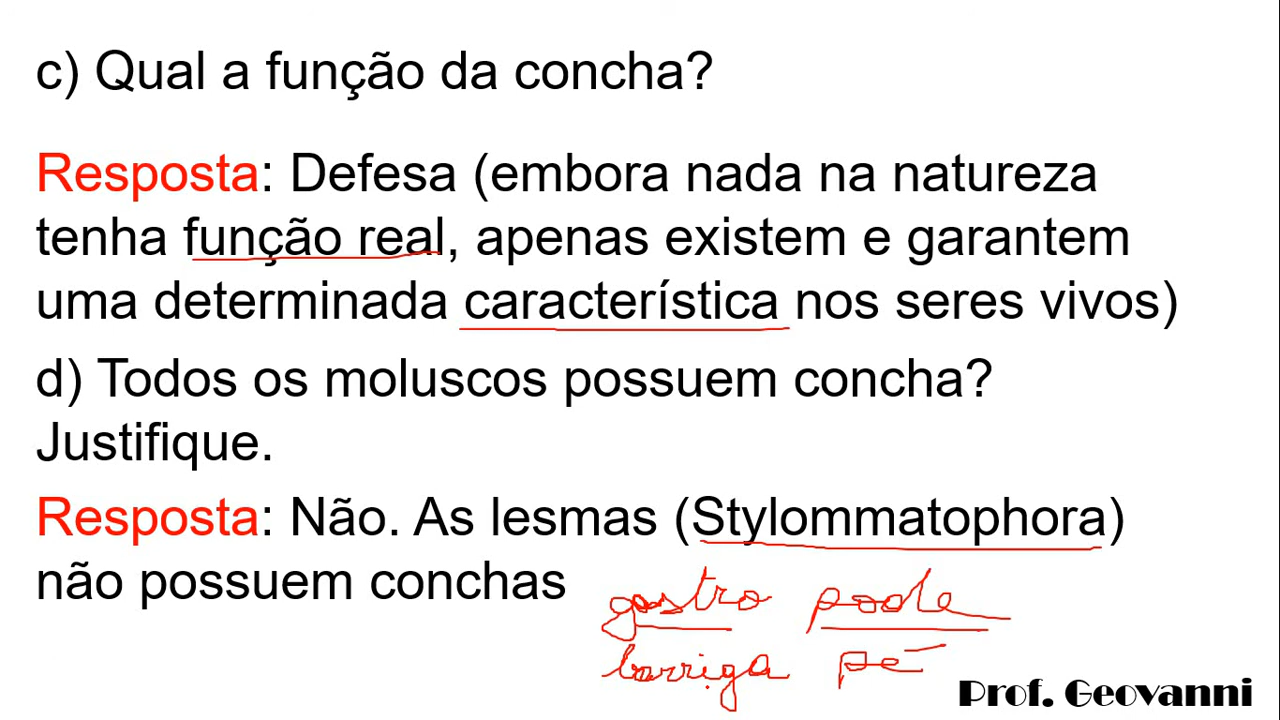 c) Qual a função da concha?
Resposta: Defesa (embora nada na natureza
tenha função real, apenas existem e garantem
uma determinada característica nos seres vivos)
d) Todos os moluscos possuem concha?
Justifique.
Resposta: Não. As lesmas (Stylommatophora)
não possuem conchas
gastro pode
barriga pé
Prof. Geovanni